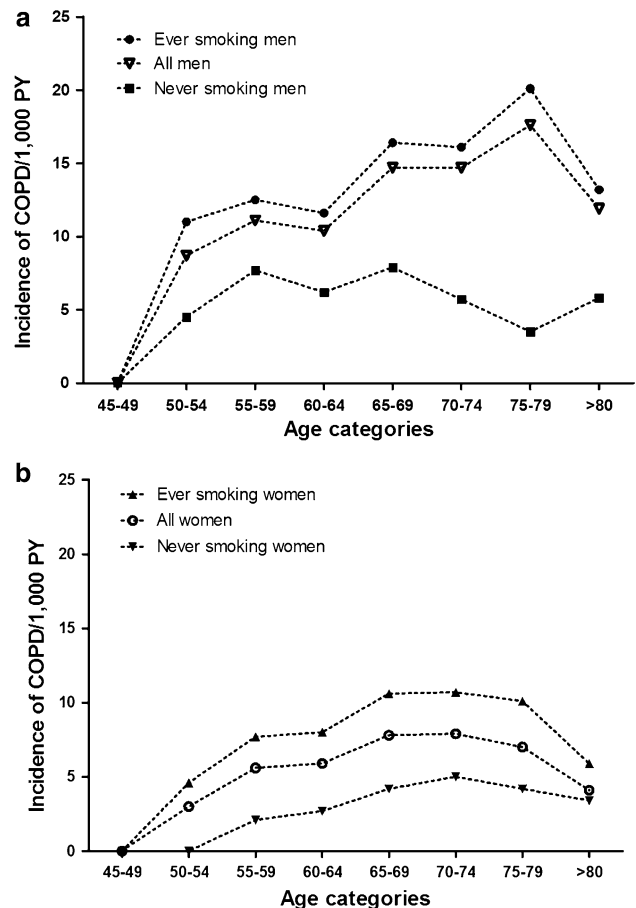 a
25
20
15
10
5
0
Incidence of COPD/1,000 PY
Ever smoking men
All men
Never smoking men
45-49 50-54 55-59 60-64 65-69 70-74 75-79 >80
Age categories
b
25
20
15
10
5
0
Incidence of COPD/1,000 PY
Ever smoking women
All women
Never smoking women
45-49 50-54 55-59 60-64 65-69 70-74 75-79 >80
Age categories